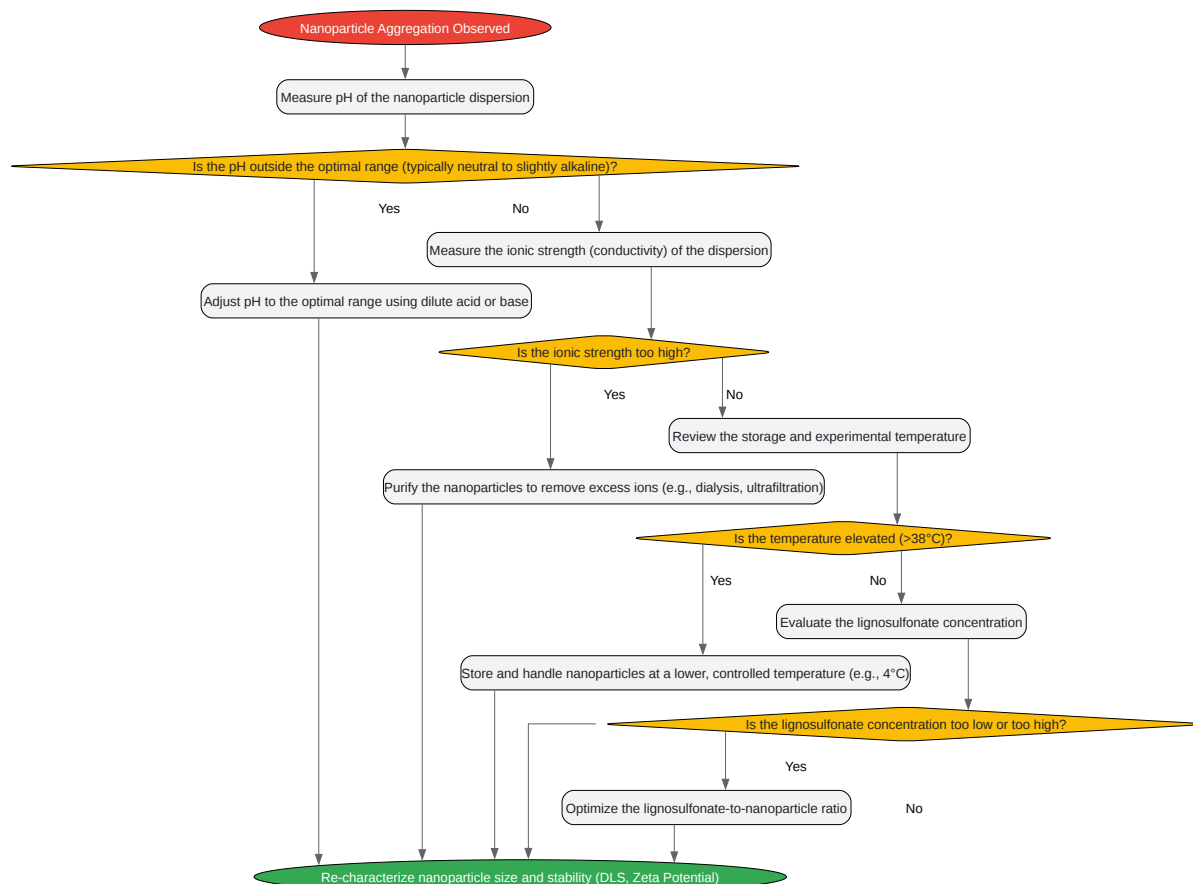 Nanoparticle Aggregation Observed
Measure pH of the nanoparticle dispersion
Is the pH outside the optimal range (typically neutral to slightly alkaline)?
Yes
No
Measure the ionic strength (conductivity) of the dispersion
Adjust pH to the optimal range using dilute acid or base
Is the ionic strength too high?
Yes
No
Review the storage and experimental temperature
Purify the nanoparticles to remove excess ions (e.g., dialysis, ultrafiltration)
Is the temperature elevated (>38°C)?
Yes
No
Evaluate the lignosulfonate concentration
Store and handle nanoparticles at a lower, controlled temperature (e.g., 4°C)
Is the lignosulfonate concentration too low or too high?
Yes
Optimize the lignosulfonate-to-nanoparticle ratio
No
Re-characterize nanoparticle size and stability (DLS, Zeta Potential)